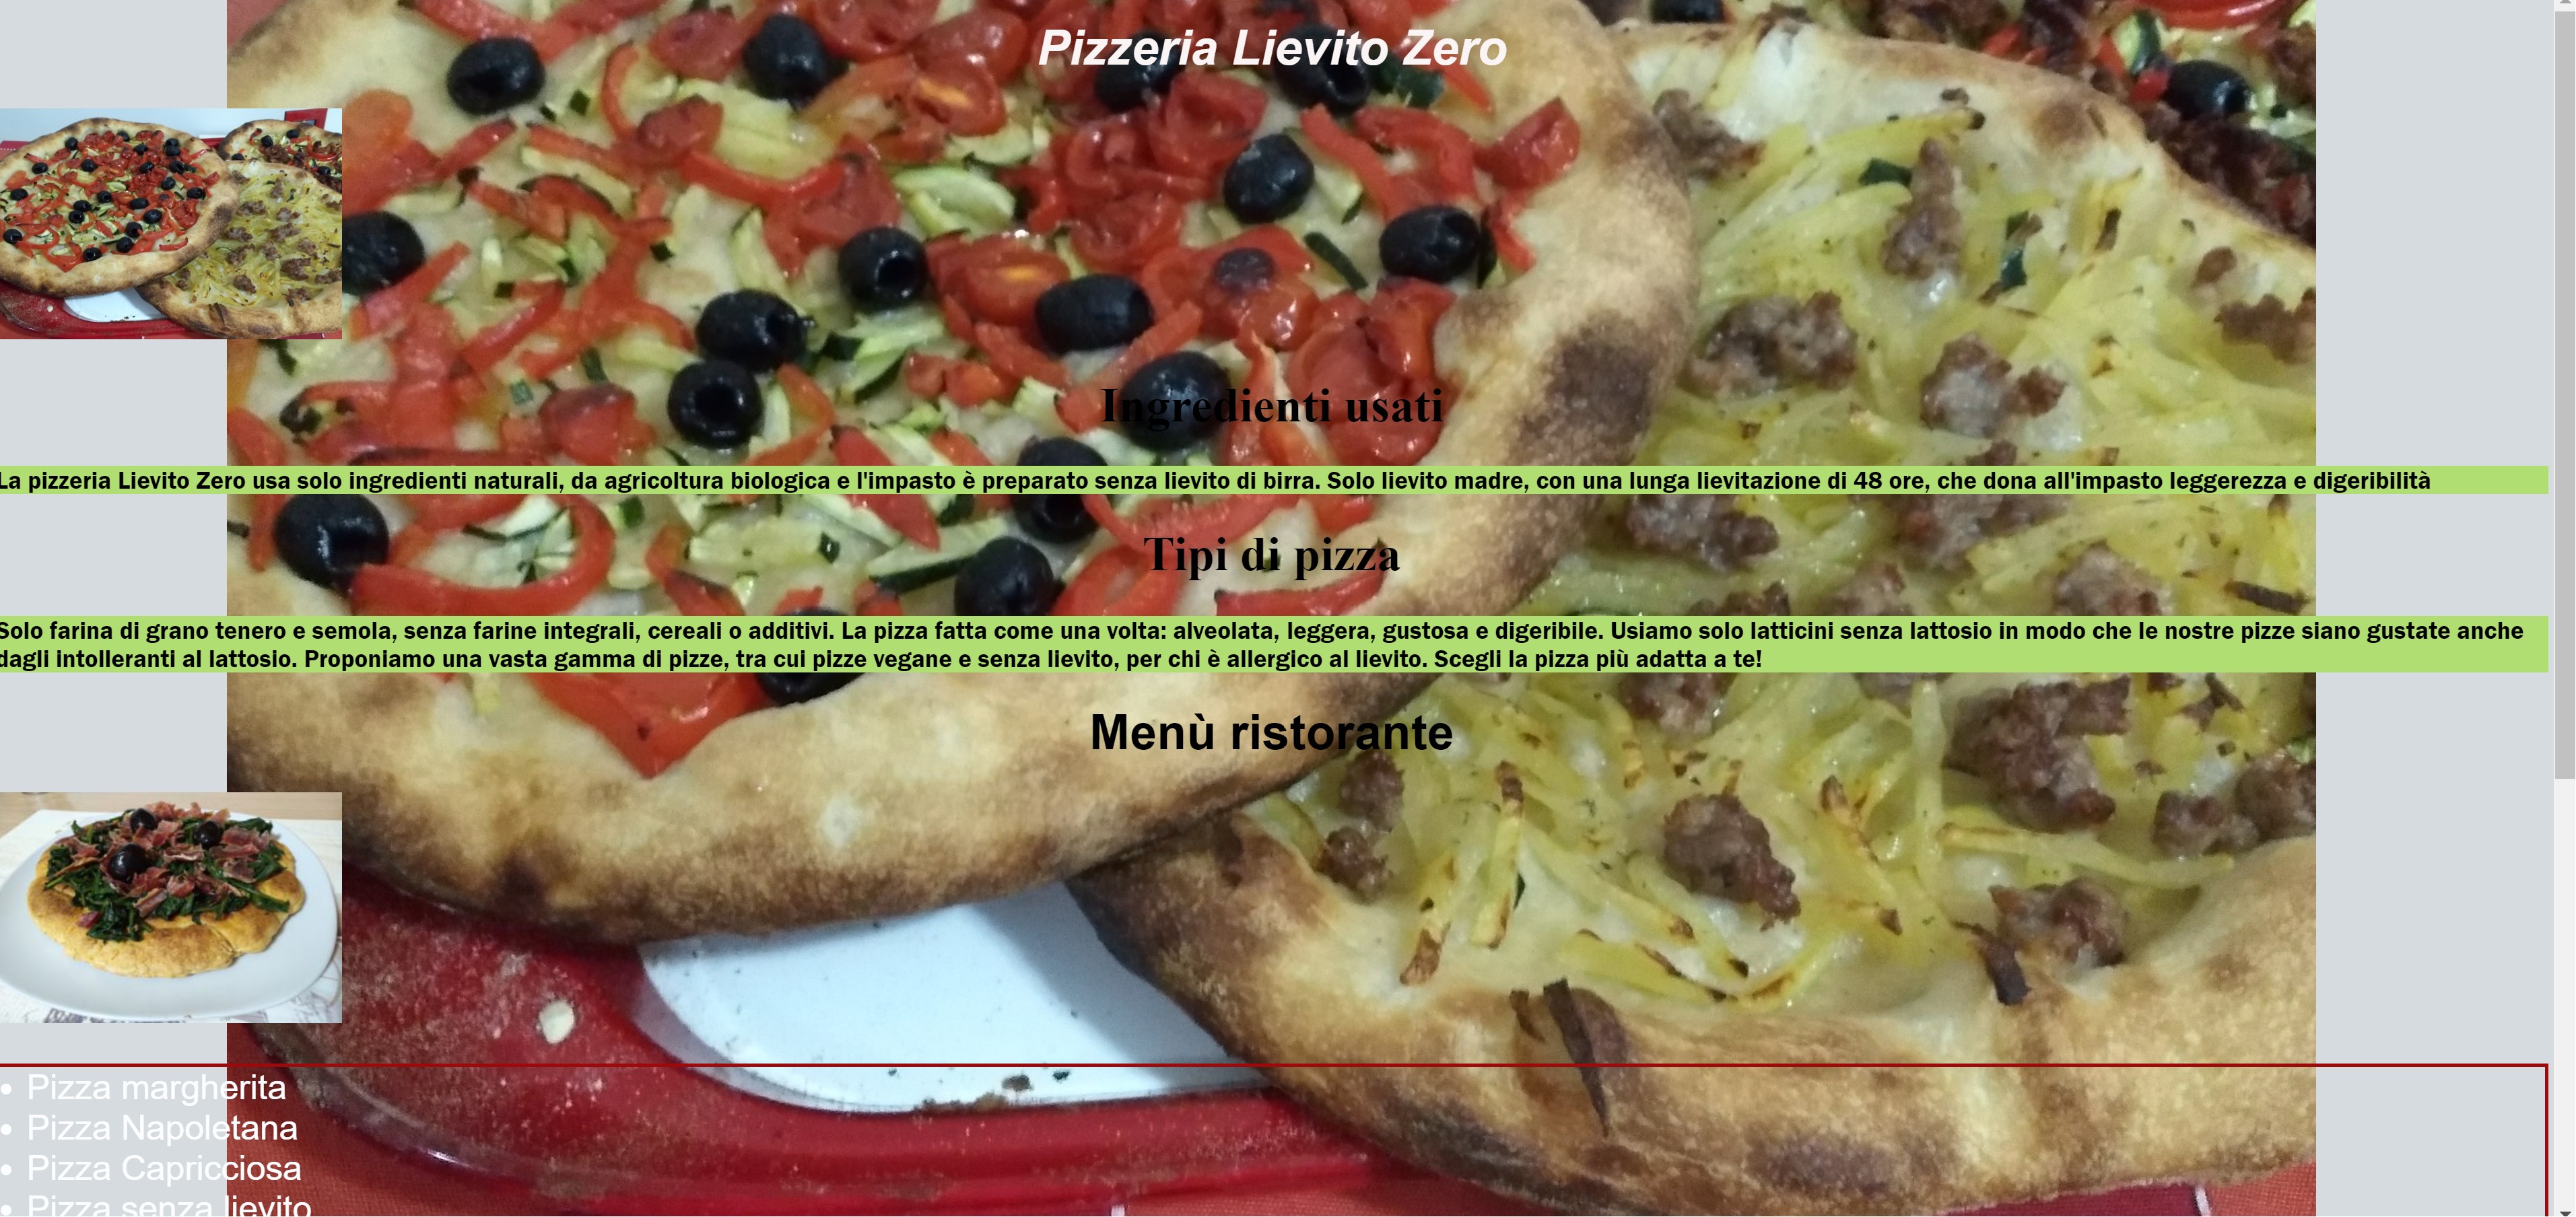 Pizzeria Lievito Zero
Ingredienti usati
La pizzeria Lievito Zero usa solo ingredienti naturali, da agricoltura biologica e l'impasto è preparato senza lievito di birra. Solo lievito madre, con una lunga lievitazione di 48 ore, che dona all'impasto leggerezza e digeribilità
Tipi di pizza
Solo farina di grano tenero e semola, senza farine integrali, cereali o additivi. La pizza fatta come una volta: alveolata, leggera, gustosa e digeribile. Usiamo solo latticini senza lattosio in modo che le nostre pizze siano gustate anche
dagli intolleranti al lattosio. Proponiamo una vasta gamma di pizze, tra cui pizze vegane e senza lievito, per chi è allergico al lievito. Scegli la pizza più adatta a te!
Menù ristorante
• Pizza margherita
• Pizza Napoletana
• Pizza Capricciosa
• Pizza senza lievito